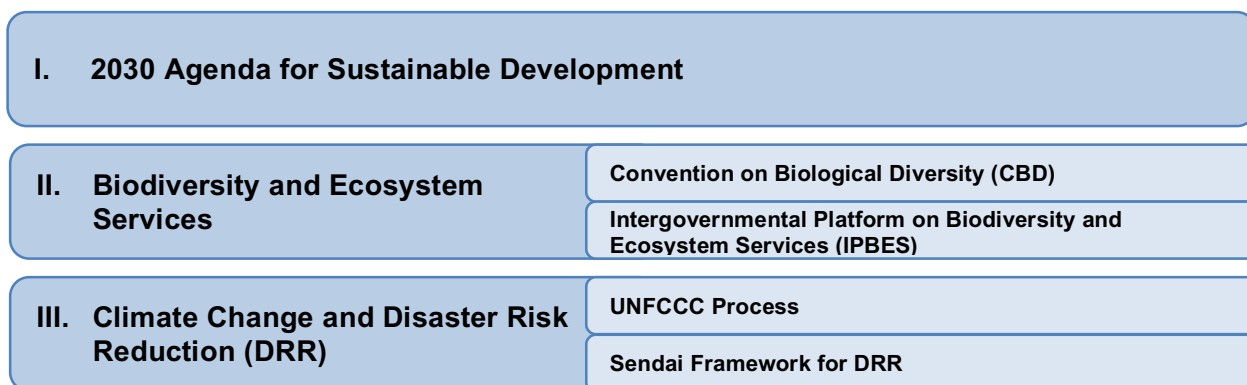 I. 2030 Agenda for Sustainable Development
II. Biodiversity and Ecosystem
Services
Convention on Biological Diversity (CBD)
Intergovernmental Platform on Biodiversity and
Ecosystem Services (IPBES)
III. Climate Change and Disaster Risk
Reduction (DRR)
UNFCCC Process
Sendai Framework for DRR